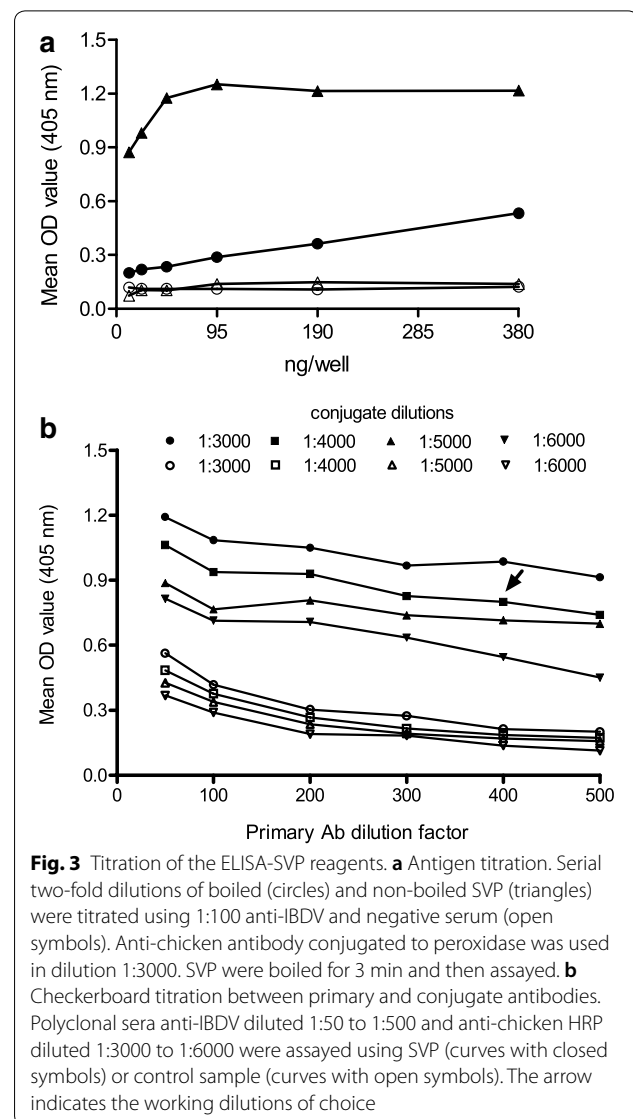 a
1.5
1.2
0.9
0.6
0.3
0.0
Mean OD value (405 nm)
0 95 190 285 380
ng/well
b
conjugate dilutions
1:3000 1:4000 1:5000 1:6000
1:3000 1:4000 1:5000 1:6000
1.5
1.2
0.9
0.6
0.3
0.0
Mean OD value (405 nm)
0 100 200 300 400 500
Primary Ab dilution factor
Fig. 3 Titration of the ELISA-SVP reagents. a Antigen titration. Serial
two-fold dilutions of boiled (circles) and non-boiled SVP (triangles)
were titrated using 1:100 anti-IBDV and negative serum (open
symbols). Anti-chicken antibody conjugated to peroxidase was used
in dilution 1:3000. SVP were boiled for 3 min and then assayed. b
Checkerboard titration between primary and conjugate antibodies.
Polyclonal sera anti-IBDV diluted 1:50 to 1:500 and anti-chicken HRP
diluted 1:3000 to 1:6000 were assayed using SVP (curves with closed
symbols) or control sample (curves with open symbols). The arrow
indicates the working dilutions of choice